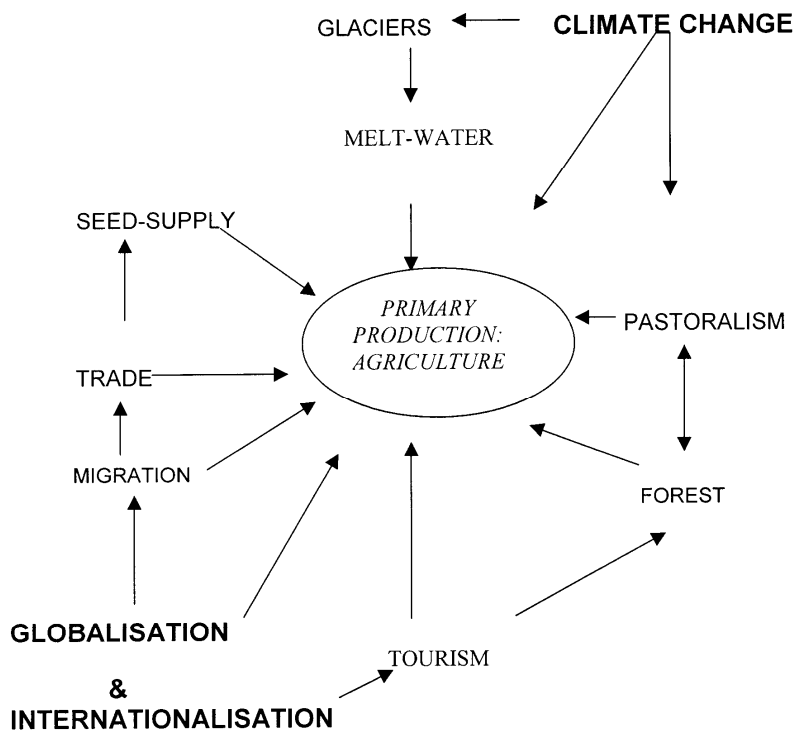 GLACIERS
CLIMATE CHANGE
MELT-WATER
SEED-SUPPLY
PRIMARY
PRODUCTION:
AGRICULTURE
PASTORALISM
TRADE
MIGRATION
FOREST
GLOBALISATION
TOURISM
&
INTERNATIONALISATION